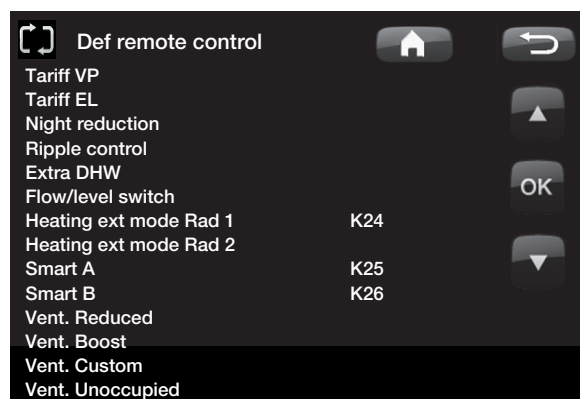 Def remote control
Tariff VP
Tariff EL
Night reduction
Ripple control
Extra DHW
OK
Flow/level switch
Heating ext mode Rad 1 K24
Heating ext mode Rad 2
Smart A K25
Smart B K26
Vent. Reduced
Vent. Boost
Vent. Custom
Vent. Unoccupied